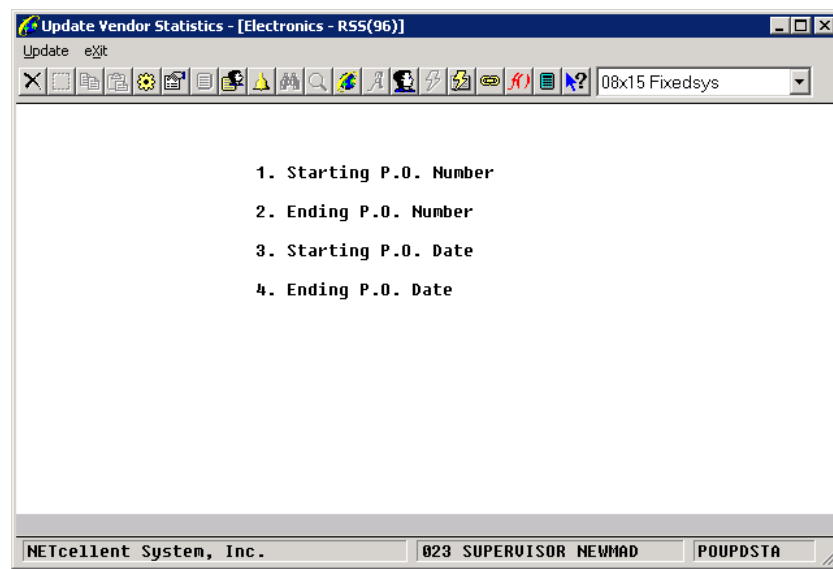 Update Vendor Statistics - [Electronics - RSS(96)]
Update eXit
08x15 Fixedsys
1. Starting P.O. Number
2. Ending P.O. Number
3. Starting P.O. Date
4. Ending P.O. Date
NETcellent System, Inc. 023 SUPERVISOR NEWMAD POUPDSTA